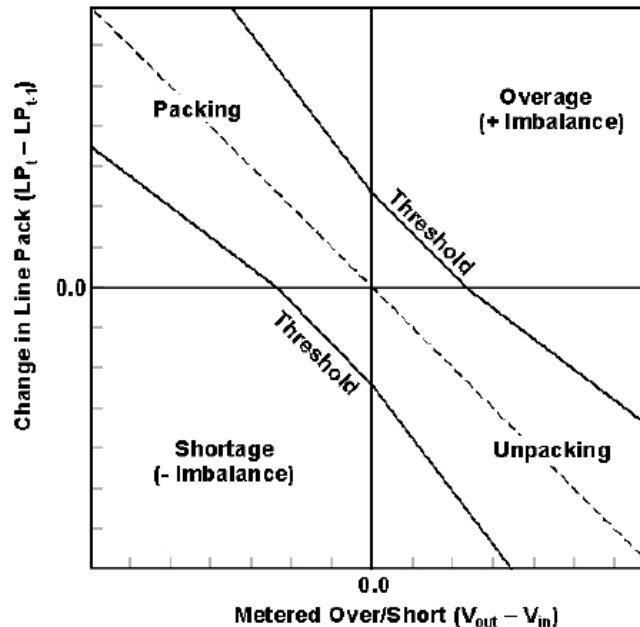 Packing
Overage
(+ Imbalance)
Threshold
Change in Line Pack (LPt – LPt-1)
0.0
Threshold
Shortage
(- Imbalance)
Unpacking
0.0
Metered Over/Short (Vout – Vin)